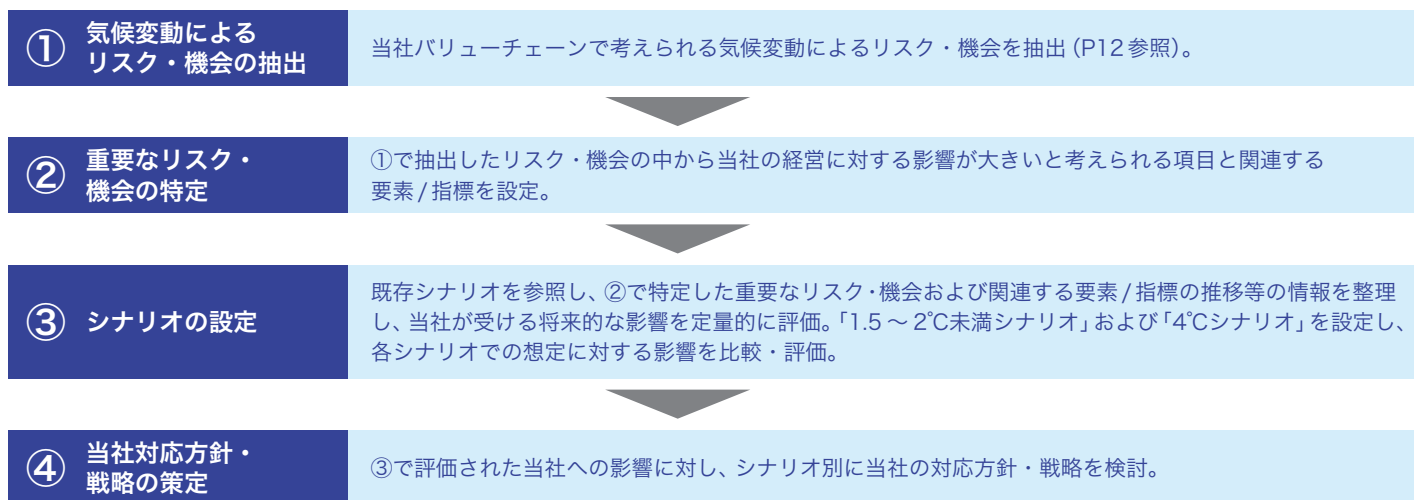 ① 気候変動による
リスク・機会の抽出
当社バリューチェーンで考えられる気候変動によるリスク・機会を抽出(P12参照)。
② 重要なリスク・
機会の特定
①で抽出したリスク・機会の中から当社の経営に対する影響が大きいと考えられる項目と関連する
要素/指標を設定。
③ シナリオの設定
既存シナリオを参照し、②で特定した重要なリスク・機会および関連する要素/指標の推移等の情報を整理
し、当社が受ける将来的な影響を定量的に評価。「1.5～2℃未満シナリオ」および「4℃シナリオ」を設定し、
各シナリオでの想定に対する影響を比較・評価。
④ 当社対応方針・
戦略の策定
③で評価された当社への影響に対し、シナリオ別に当社の対応方針・戦略を検討。